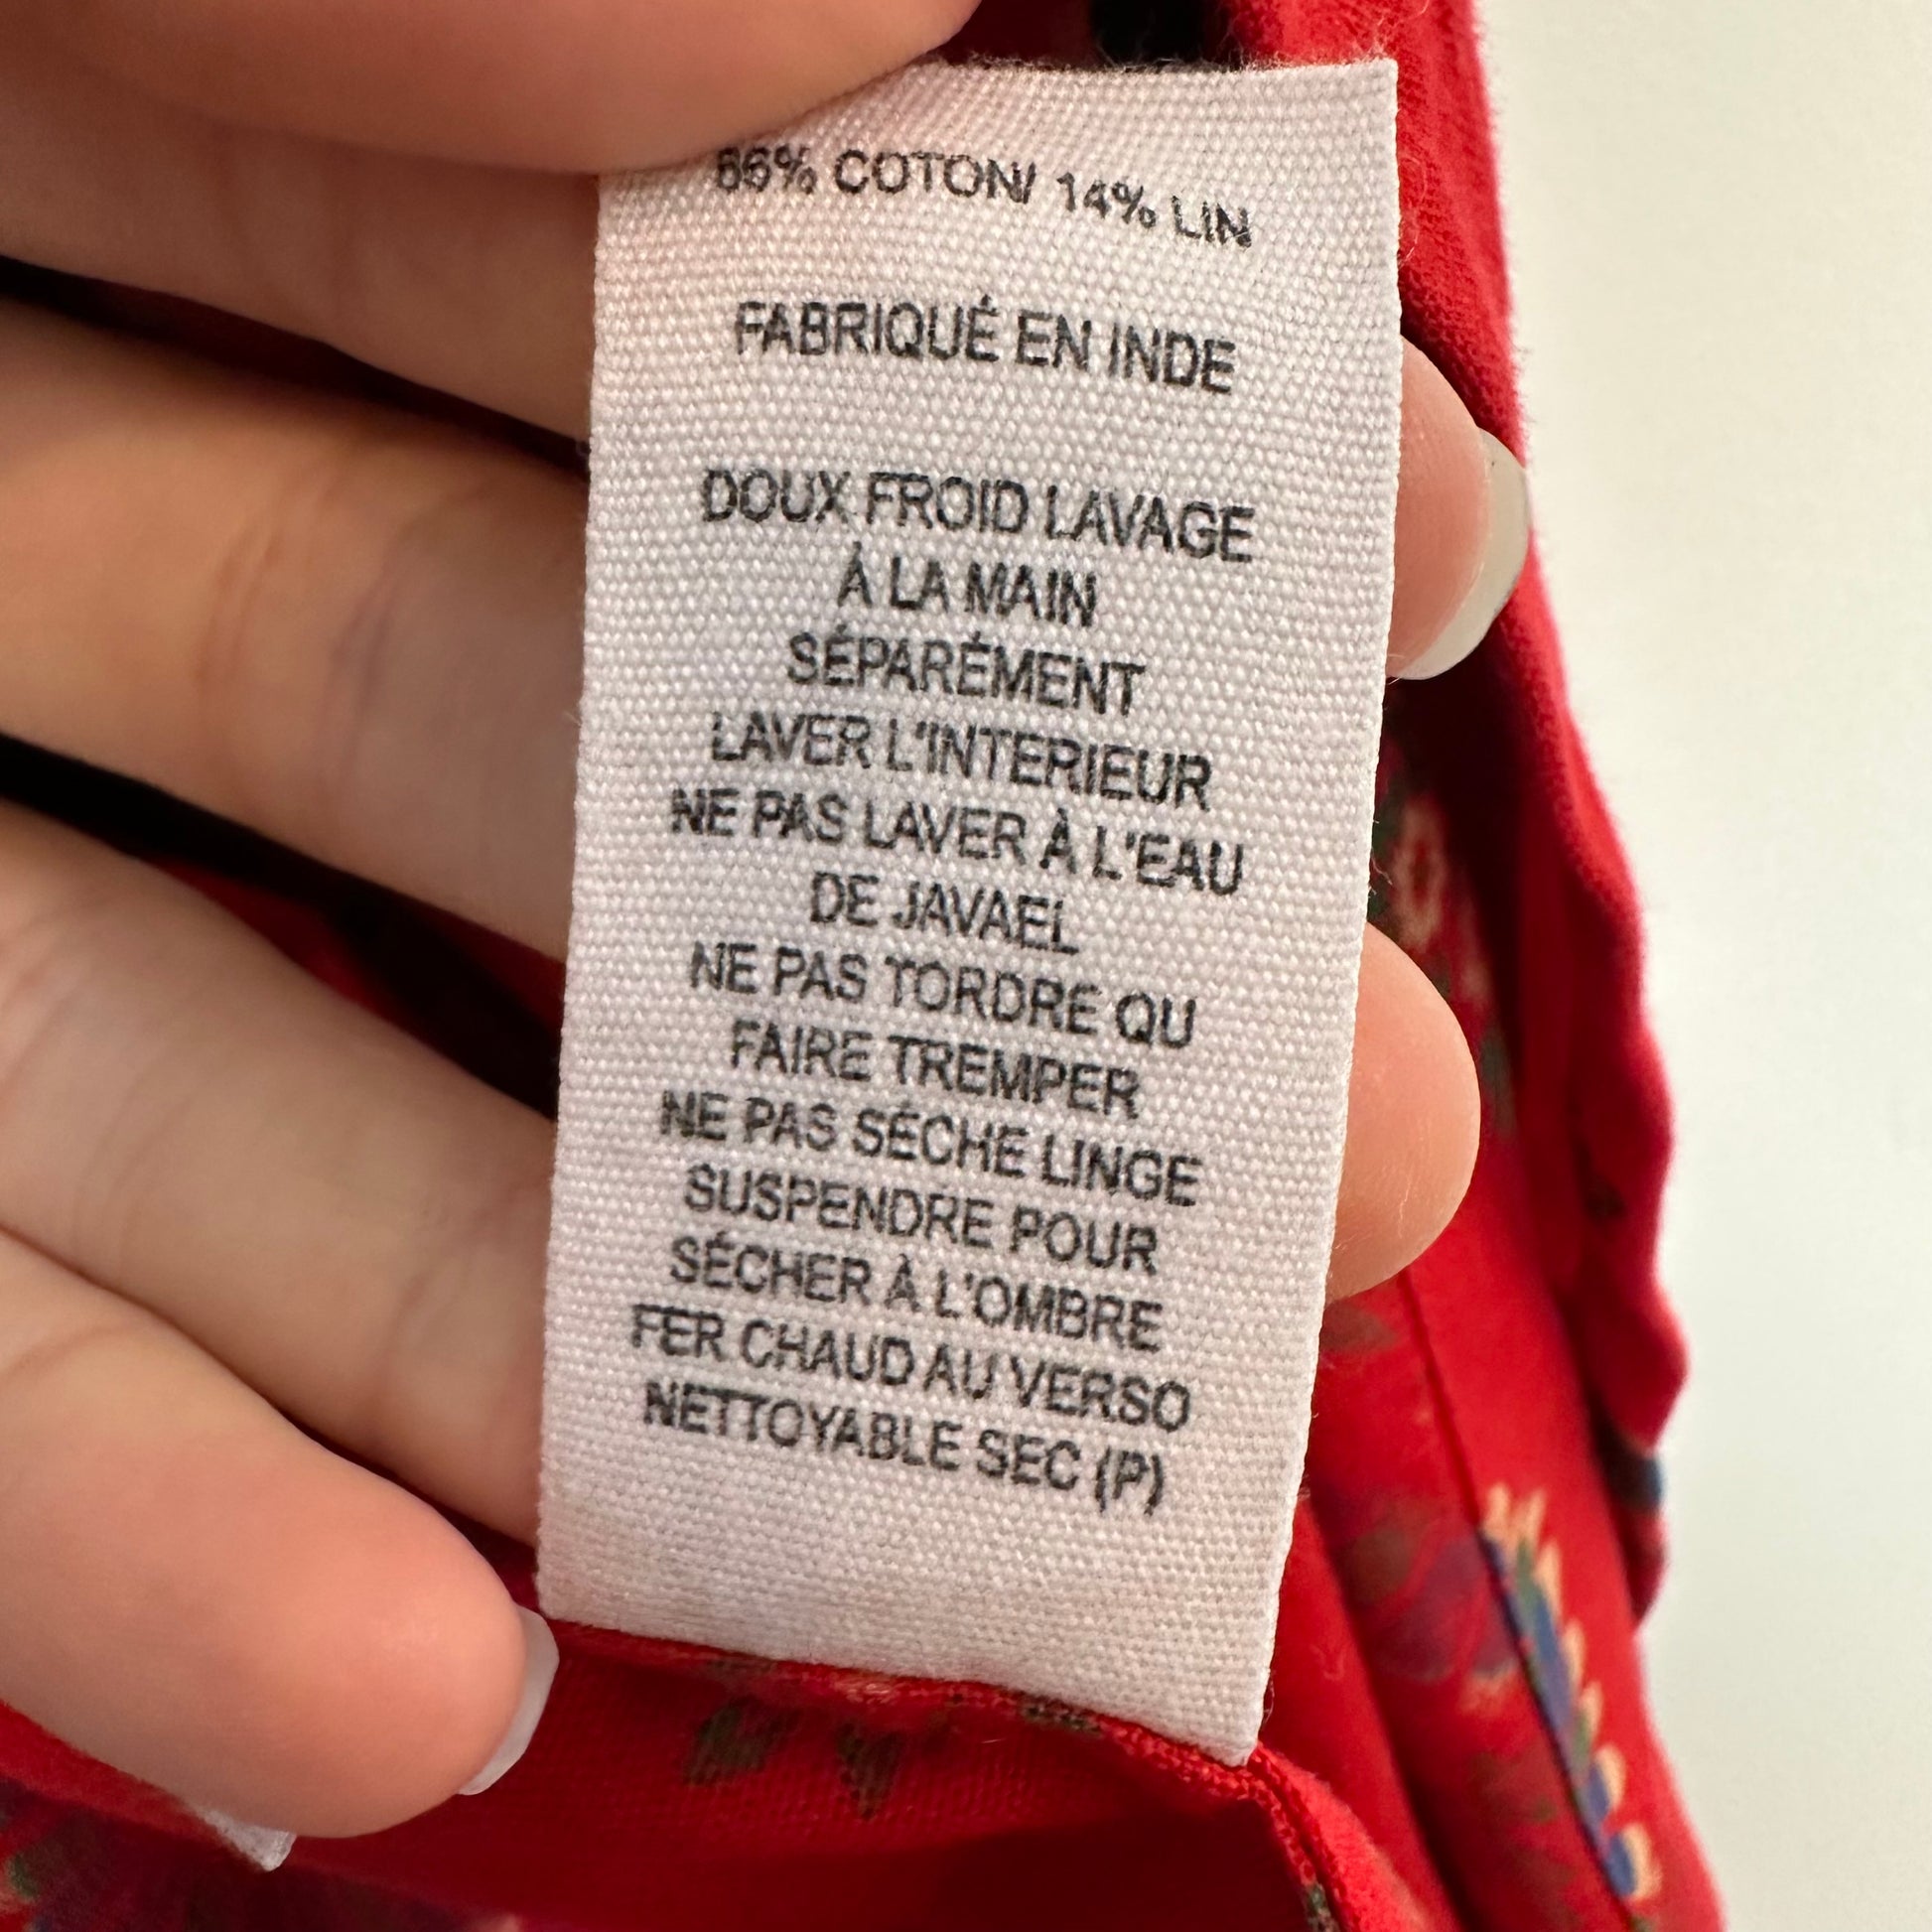 86% COTON/ 14% LIN
FABRIQUÉ EN INDE
DOUX FROID LAVAGE
À LA MAIN
SÉPARÉMENT
LAVER L'INTERIEUR
NE PAS LAVER À L'EAU
DE JAVAEL
NE PAS TORDRE QU
FAIRE TREMPER
NE PAS SÉCHE LINGE
SUSPENDRE POUR
SÉCHER À L'OMBRE
FER CHAUD AU VERSO
NETTOYABLE SEC (P)